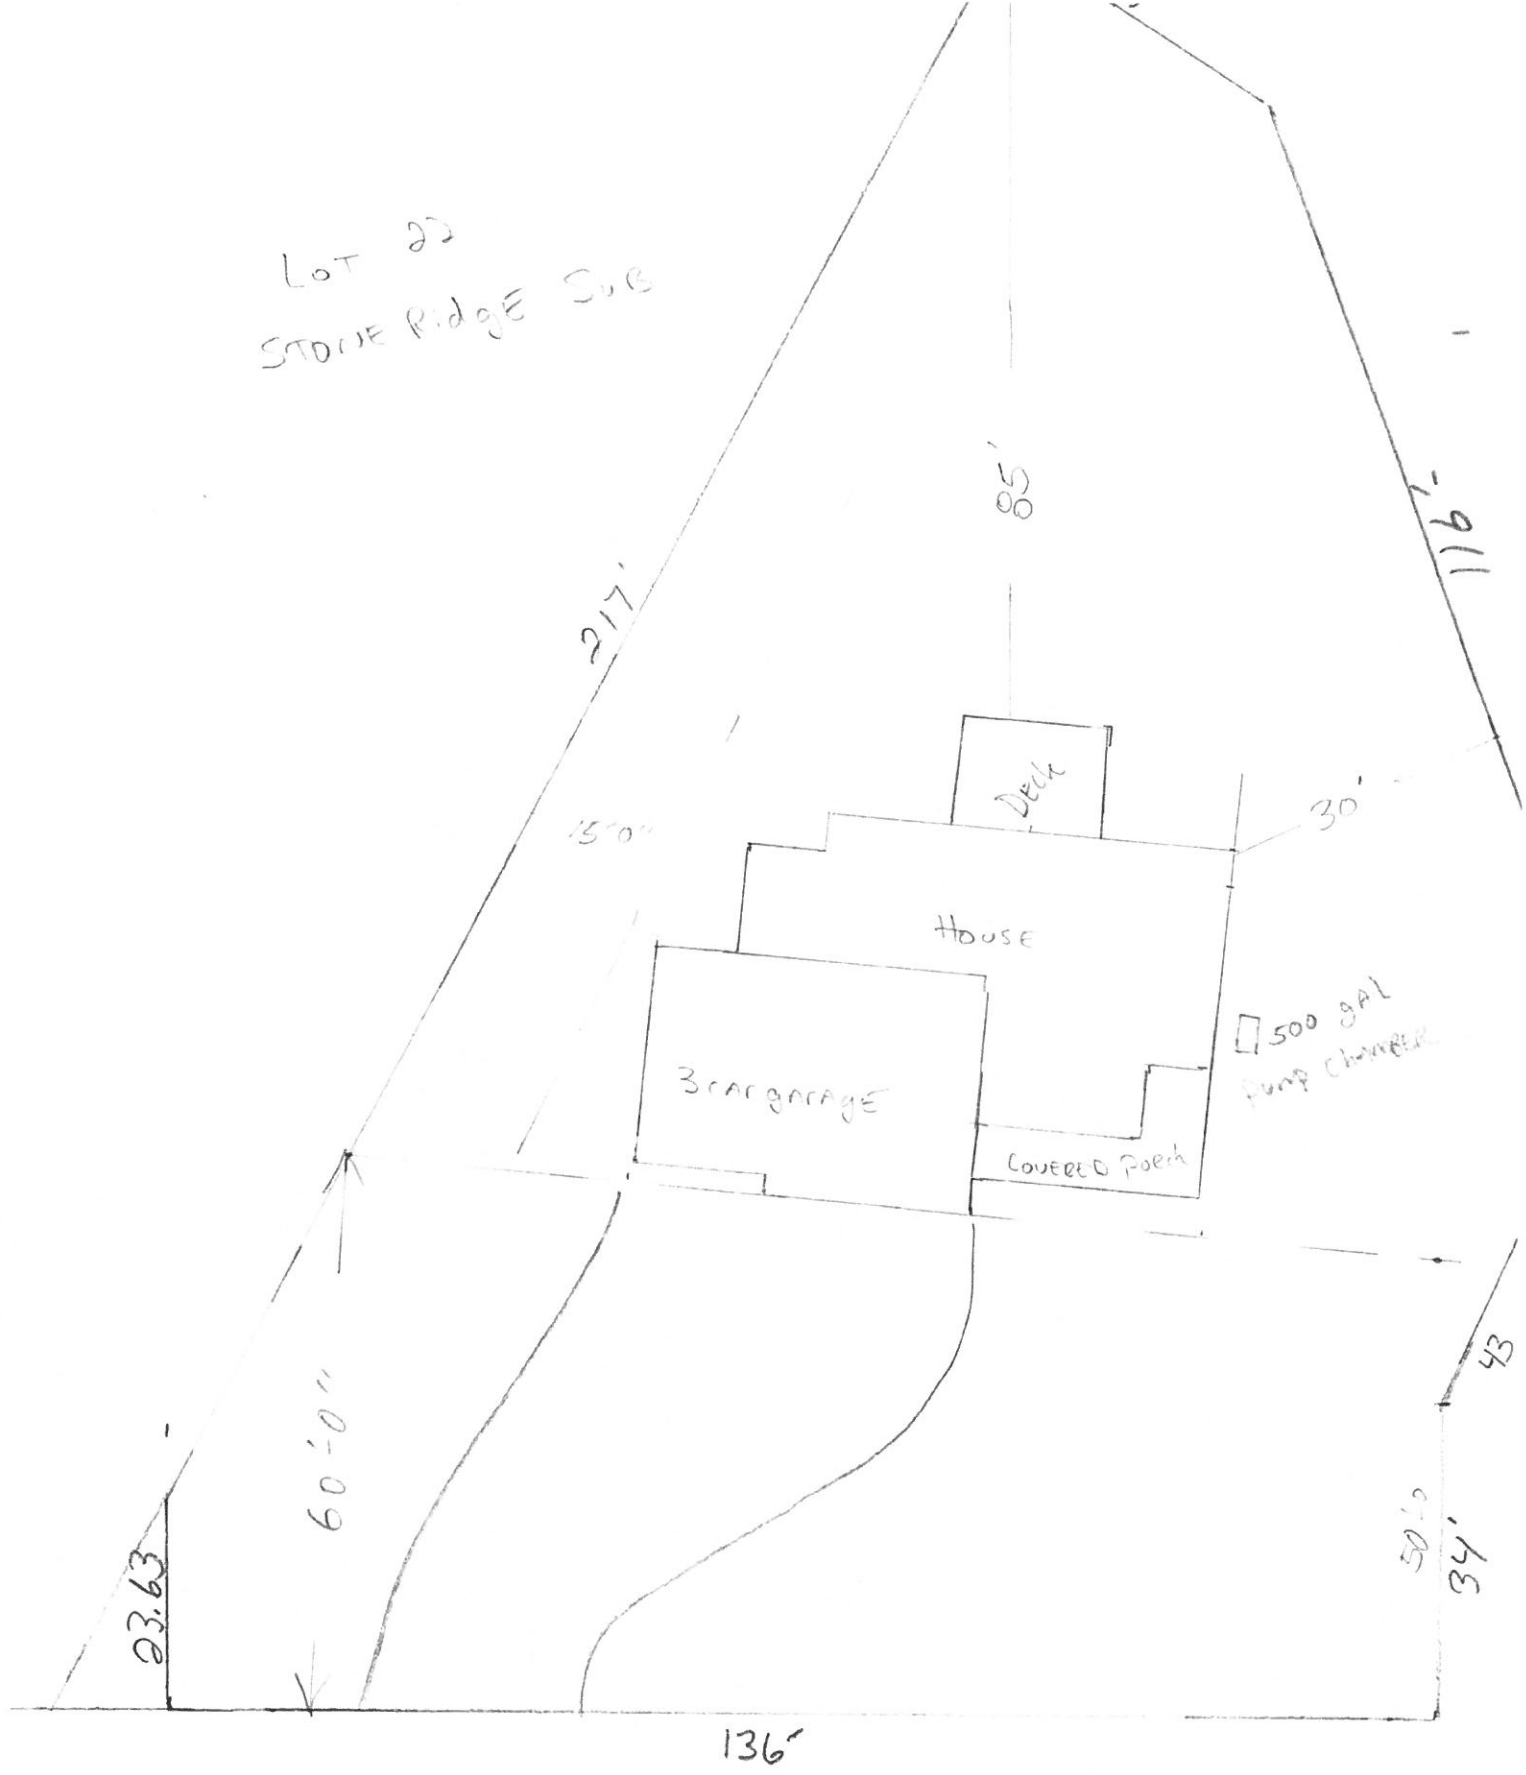 LOT 22
STONE Ridge SUB
85'
116'
217'
Deck
30'
15'0"
HOUSE
500 gAl
Pump ChAmBER
3 cAr gArAgE
COVERED Porch
43
60'-0"
50'-0
34'
23.63
136'